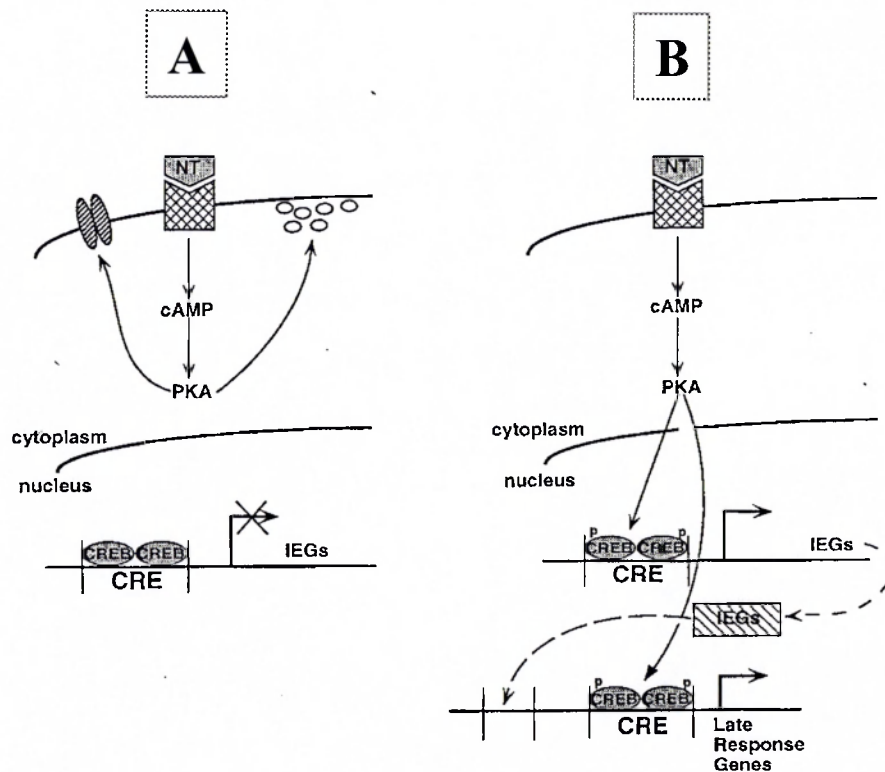 A
NT
cAMP
PKA
cytoplasm
nucleus
CREB CREB
CRE
IEGs
B
NT
cAMP
PKA
cytoplasm
nucleus
p p
CREB CREB
CRE
IEGs
IEGs
p p
CREB CREB
CRE
Late
Response
Genes